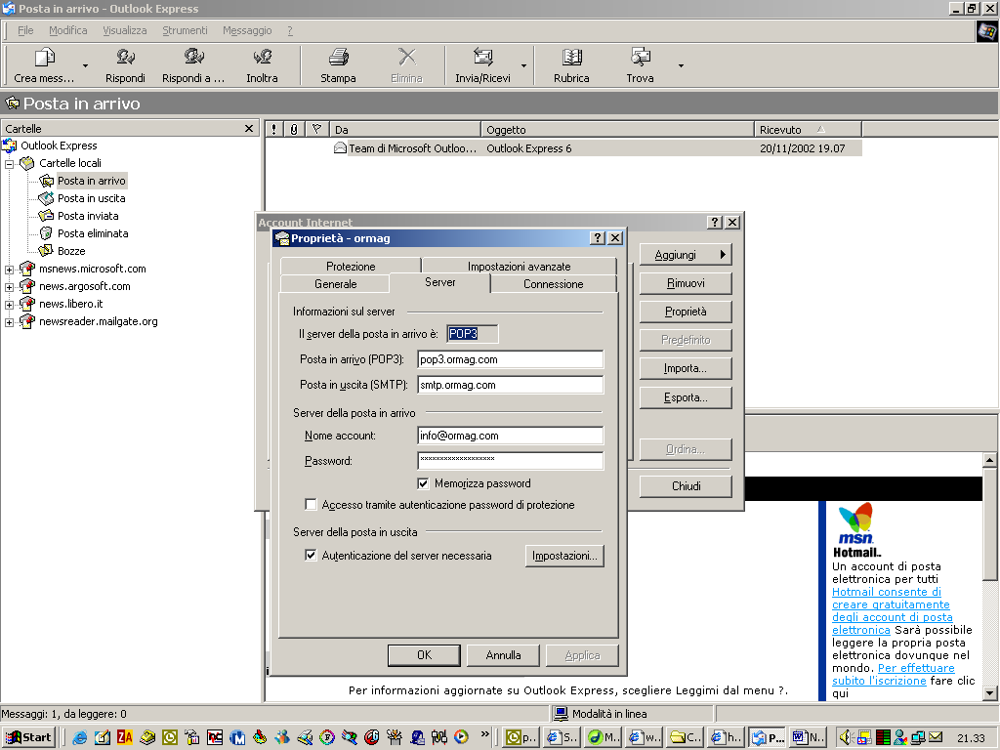 Posta in arrivo - Outlook Express
File Modifica Visualizza Strumenti Messaggio ?
Crea mess... Rispondi Rispondi a ... Inoltra Stampa Elimina Invia/Ricevi Rubrica Trova
Posta in arrivo
Cartelle
! Da Oggetto Ricevuto
Team di Microsoft Outloo... Outlook Express 6 20/11/2002 19.07
Outlook Express
Cartelle locali
Posta in arrivo
Posta in uscita
Posta inviata
Posta eliminata
Bozze
msnews.microsoft.com
news.argosoft.com
news.libero.it
newsreader.mailgate.org
Account Internet
Aggiungi
Rimuovi
Proprietà
Predefinito
Importa...
Esporta...
Ordina...
Chiudi
Proprietà - ormag
Protezione Impostazioni avanzate
Generale Server Connessione
Informazioni sul server
Il server della posta in arrivo è: POP3
Posta in arrivo (POP3): pop3.ormag.com
Posta in uscita (SMTP): smtp.ormag.com
Server della posta in arrivo
Nome account: info@ormag.com
Password: *******************
Memorizza password
Accesso tramite autenticazione password di protezione
Server della posta in uscita
Autenticazione del server necessaria Impostazioni...
OK Annulla Applica
msn
Hotmail
Un account di posta
elettronica per tutti
Hotmail consente di
creare gratuitamente
degli account di posta
elettronica Sarà possibile
leggere la propria posta
elettronica dovunque nel
mondo. Per effettuare
subito l'iscrizione fare clic
qui
Per informazioni aggiornate su Outlook Express, scegliere Leggimi dal menu ?.
Messaggi: 1, da leggere: 0 Modalità in linea
Start p... S... M... w... C... h... P... N... 21.33